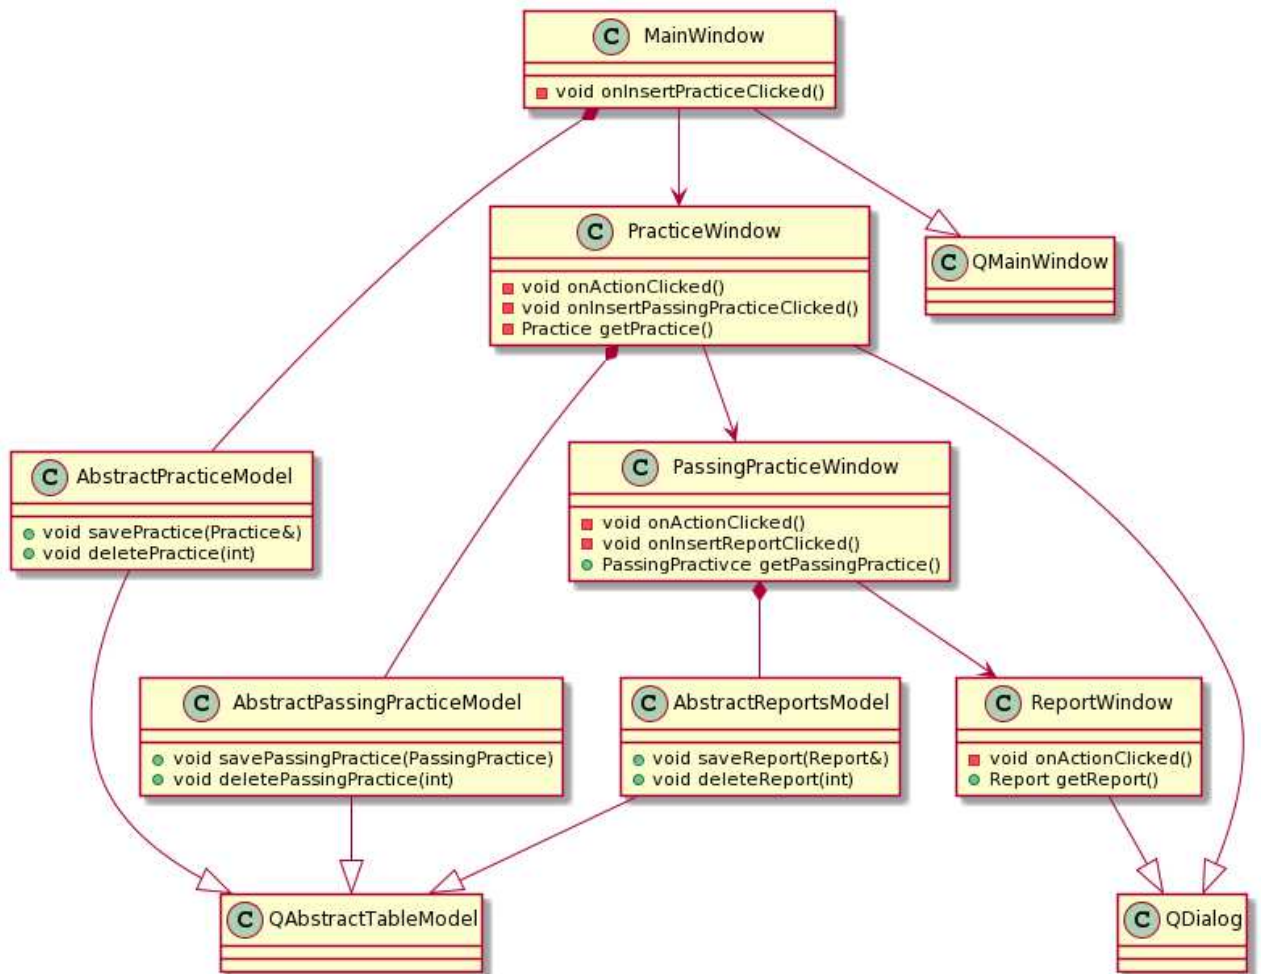 C MainWindow
void onInsertPracticeClicked()
C PracticeWindow
void onActionClicked()
void onInsertPassingPracticeClicked()
Practice getPractice()
C QMainWindow
C AbstractPracticeModel
void savePractice(Practice&)
void deletePractice(int)
C PassingPracticeWindow
void onActionClicked()
void onInsertReportClicked()
PassingPractivce getPassingPractice()
C AbstractPassingPracticeModel
void savePassingPractice(PassingPractice)
void deletePassingPractice(int)
C AbstractReportsModel
void saveReport(Report&)
void deleteReport(int)
C ReportWindow
void onActionClicked()
Report getReport()
C QAbstractTableModel
C QDialog